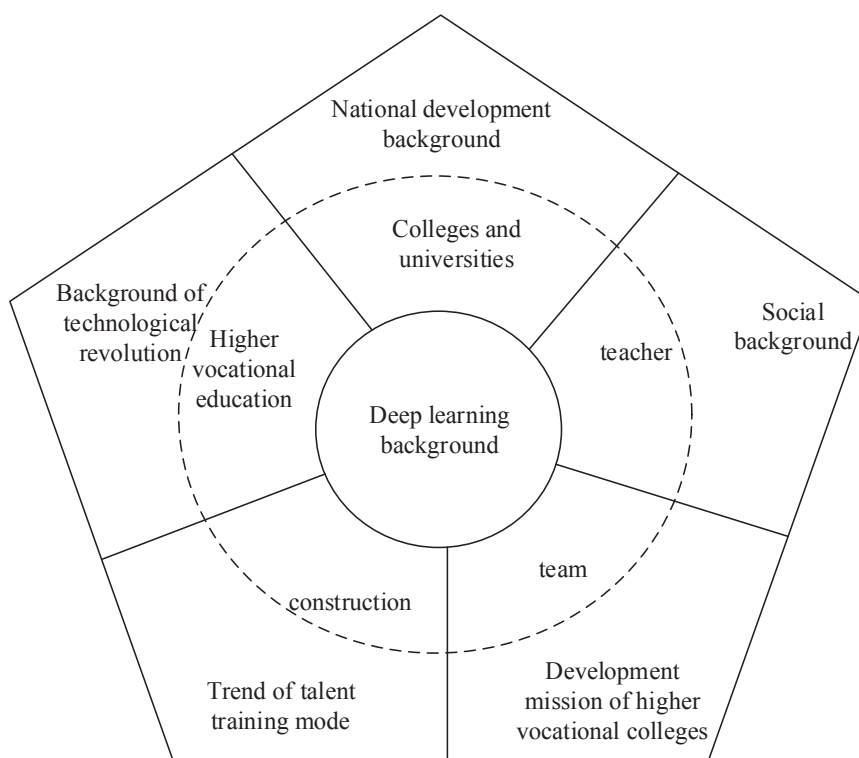 National development
background
Colleges and
universities
Background of
technological
revolution
Higher
vocational
education
Social
background
teacher
Deep learning
background
construction
team
Trend of talent
training mode
Development
mission of higher
vocational colleges